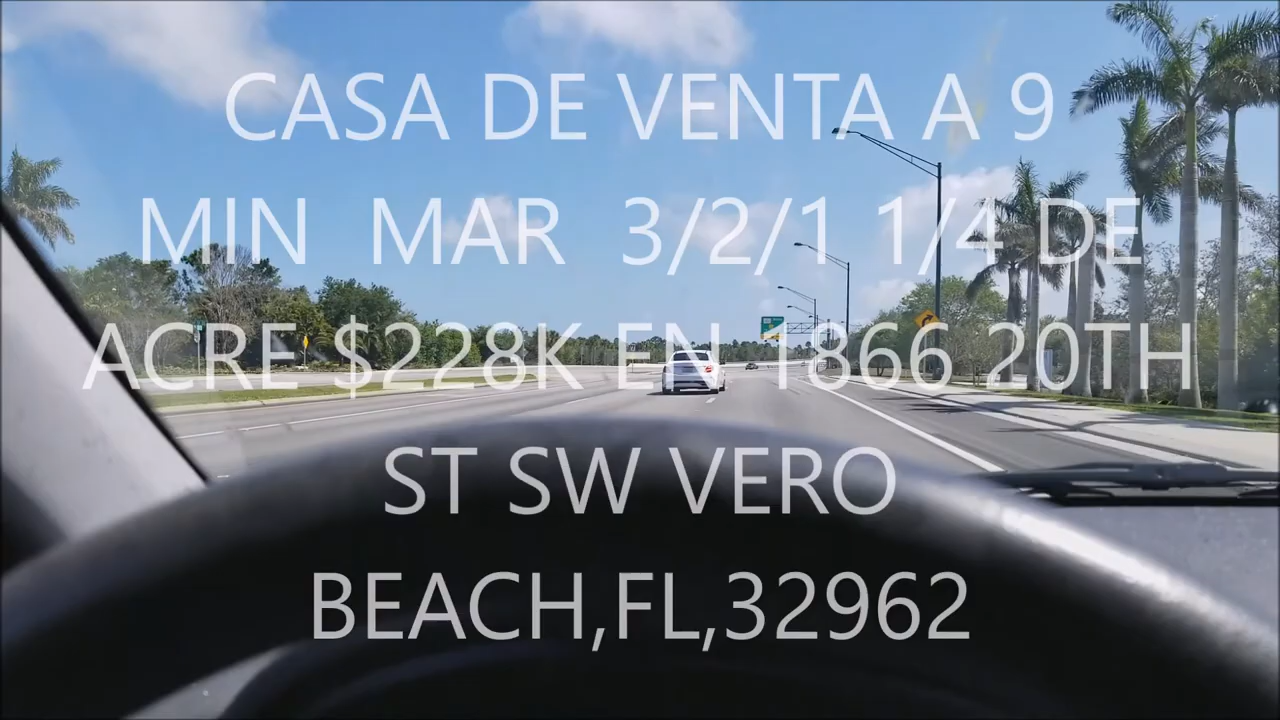 CASA DE VENTA A 9
MIN MAR 3/2/1 1/4 DE
ACRE $228K EN 1866 20TH
ST SW VERO
BEACH,FL,32962